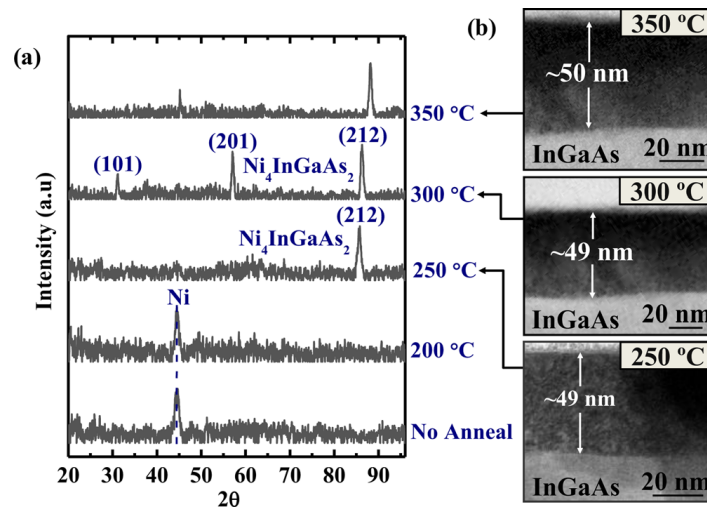 (a)
Intensity (a.u)
350 °C
(101)
(201)
(212)
Ni₄InGaAs₂
300 °C
(212)
Ni₄InGaAs₂
250 °C
Ni
200 °C
No Anneal
20 30 40 50 60 70 80 90
2θ
(b)
350 °C
~50 nm
InGaAs
20 nm
300 °C
~49 nm
InGaAs
20 nm
250 °C
~49 nm
InGaAs
20 nm